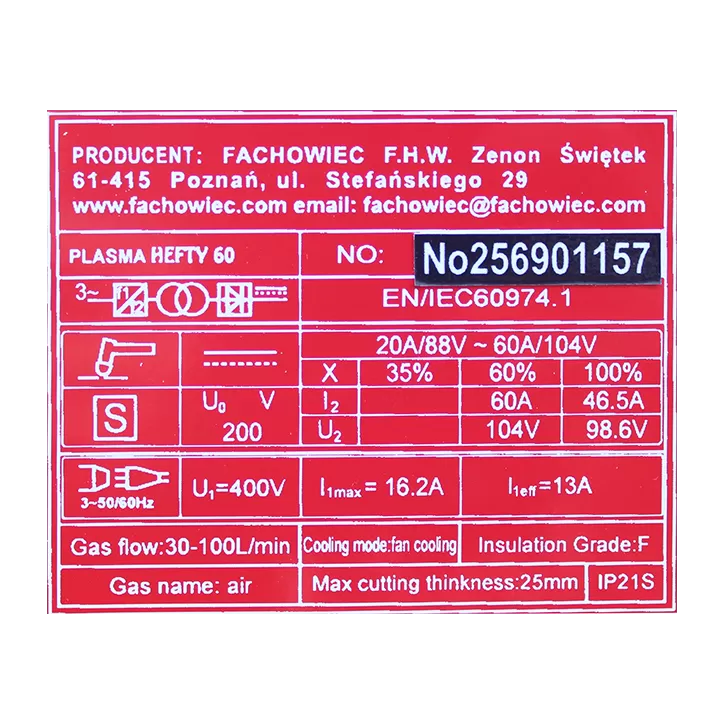 PRODUCENT: FACHOWIEC F.H.W. Zenon Świętek
61-415 Poznań, ul. Stefańskiego 29
www.fachowiec.com email: fachowiec@fachowiec.com
PLASMA HEFTY 60 NO: No256901157
3~ f1 f2 EN/IEC60974.1
20A/88V ~ 60A/104V
X 35% 60% 100%
S U₀ V I₂ 60A 46.5A
200 U₂ 104V 98.6V
3~50/60Hz U₁=400V I₁max= 16.2A I₁eff=13A
Gas flow:30-100L/min Cooling mode:fan cooling Insulation Grade:F
Gas name: air Max cutting thinkness:25mm IP21S